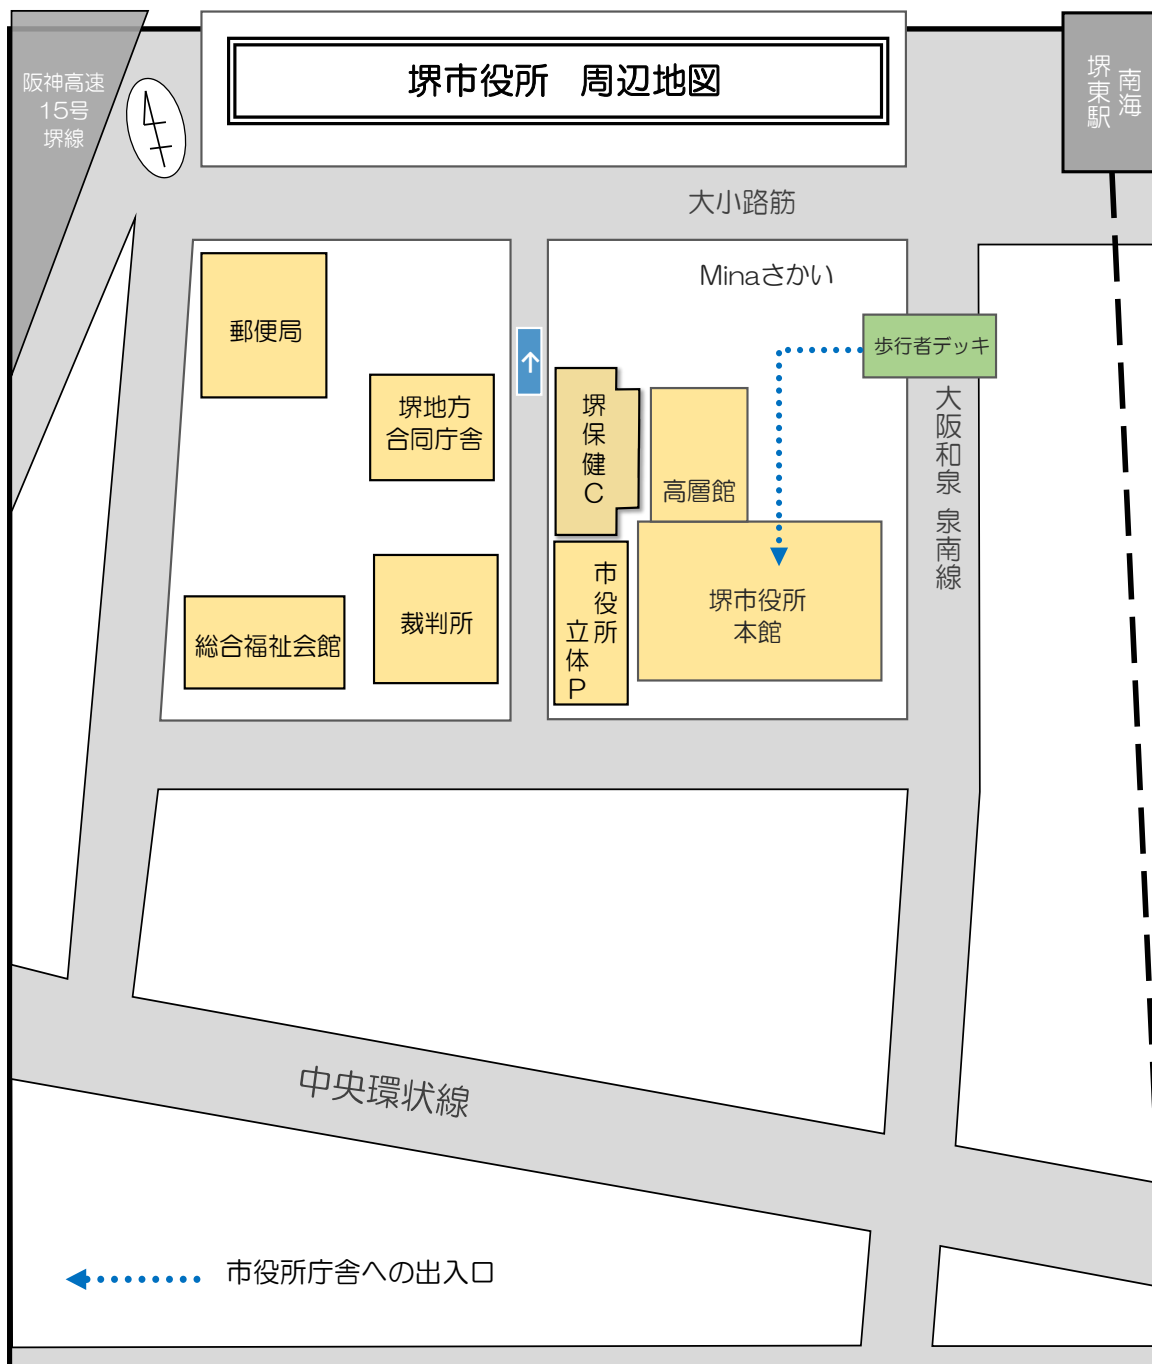 堺市役所　周辺地図
阪神高速
15号
堺線
南海
堺東駅
大小路筋
Minaさかい
郵便局
歩行者デッキ
堺地方
合同庁舎
堺保健C
高層館
大阪和泉 泉南線
市役所
立体P
堺市役所
本館
裁判所
総合福祉会館
中央環状線
市役所庁舎への出入口